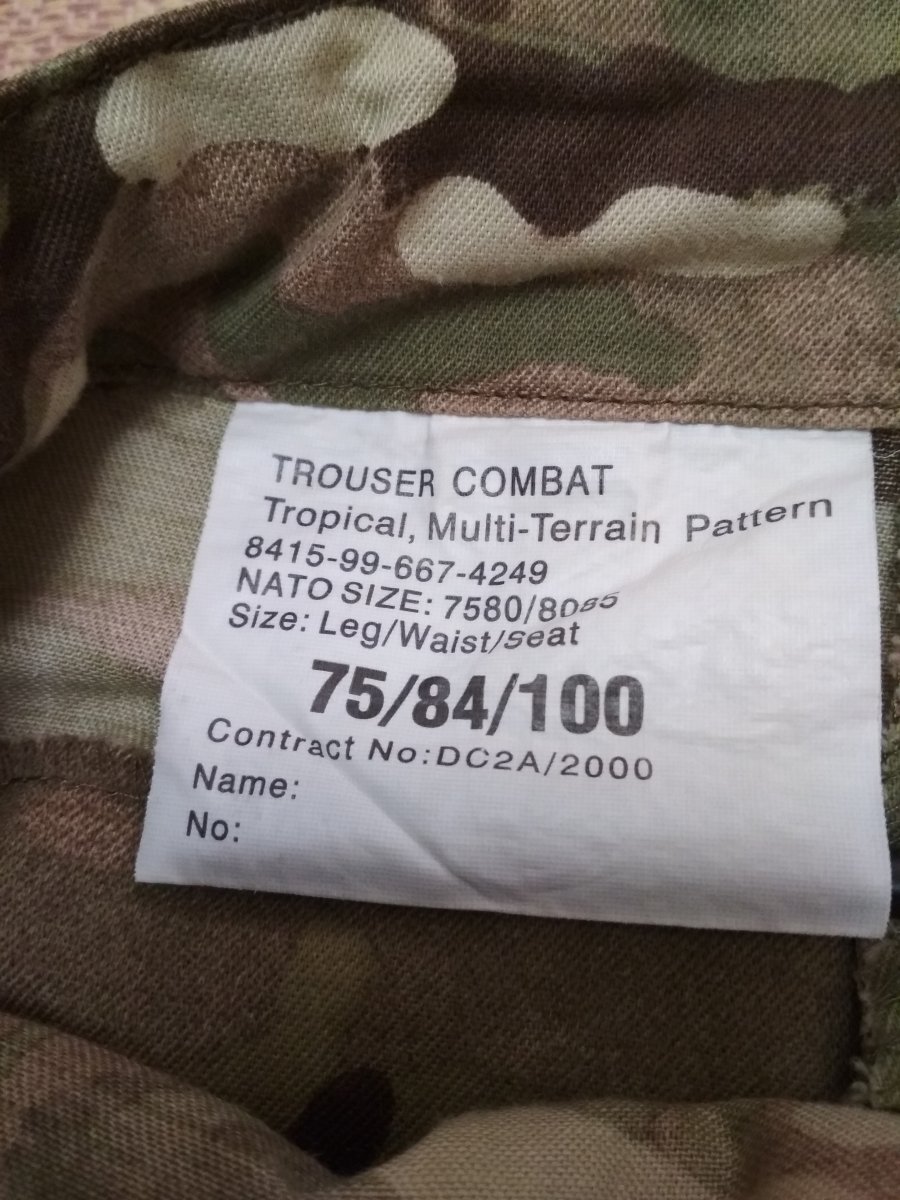 TROUSER COMBAT
Tropical, Multi-Terrain Pattern
8415-99-667-4249
NATO SIZE: 7580/8085
Size: Leg/Waist/Seat
75/84/100
Contract No:DC2A/2000
Name:
No: